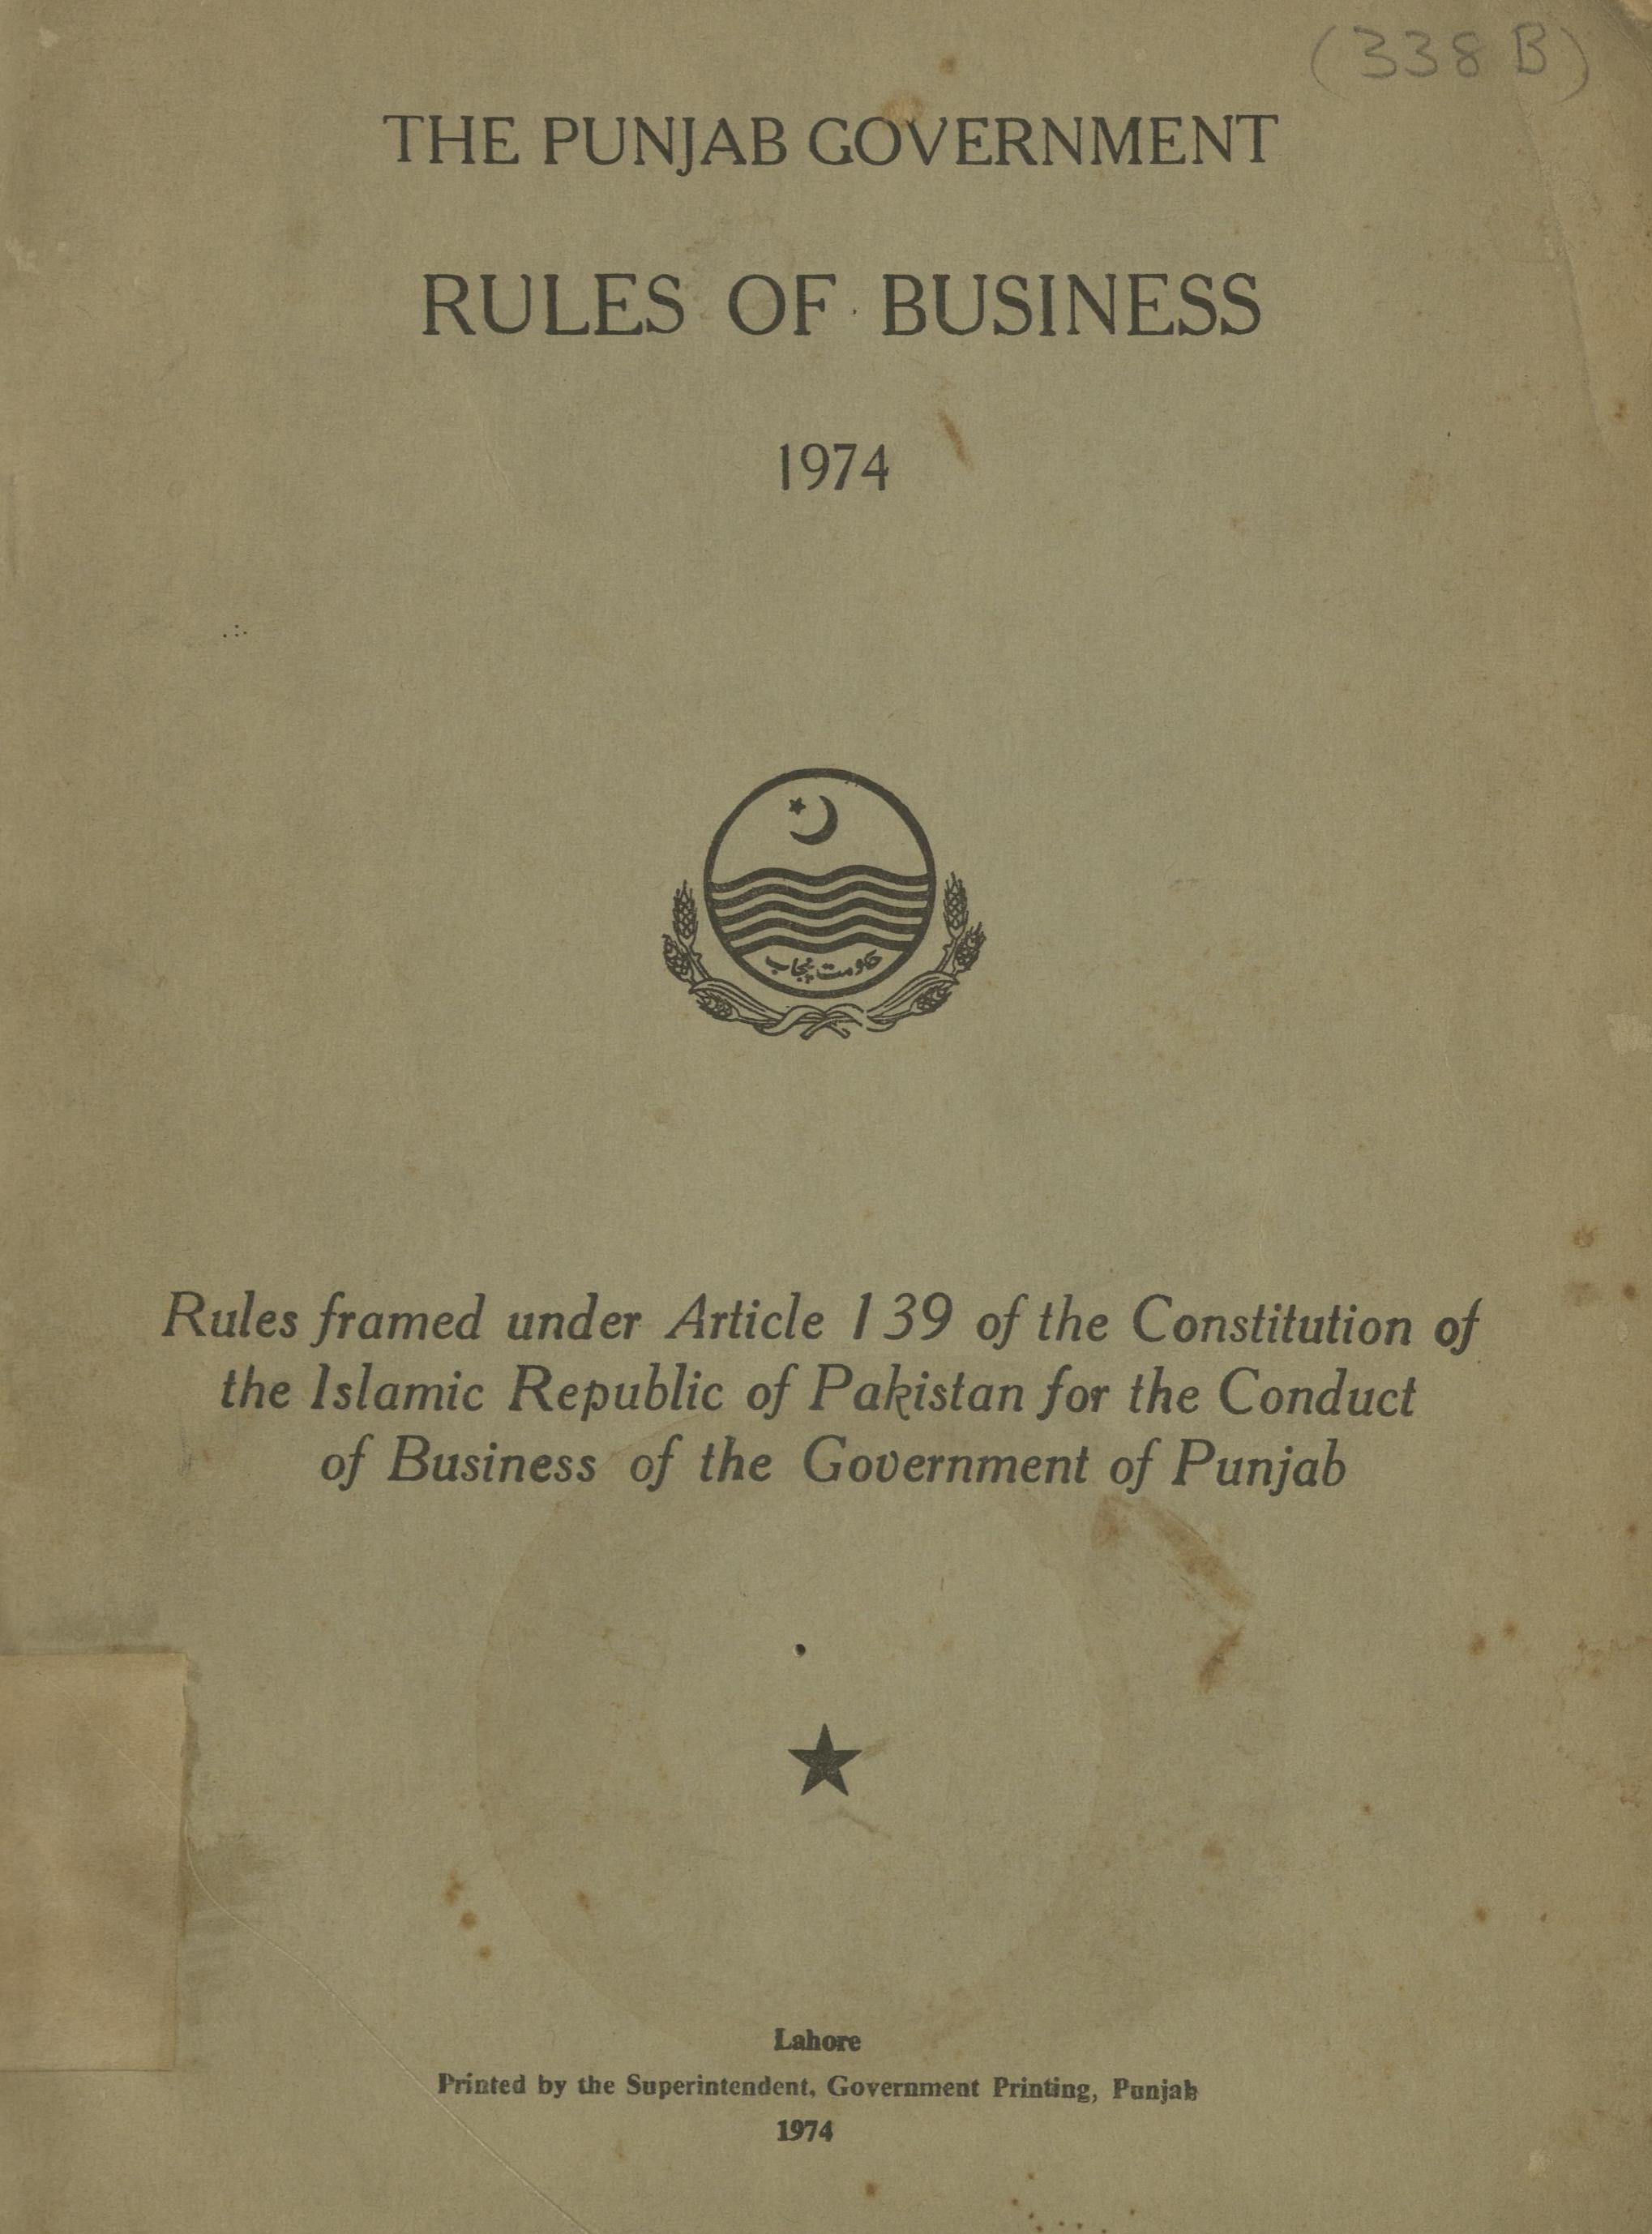 (338 B)
THE PUNJAB GOVERNMENT
RULES OF BUSINESS
1974
حکومت پنجاب
Rules framed under Article 139 of the Constitution of
the Islamic Republic of Pakistan for the Conduct
of Business of the Government of Punjab
Lahore
Printed by the Superintendent, Government Printing, Punjab
1974